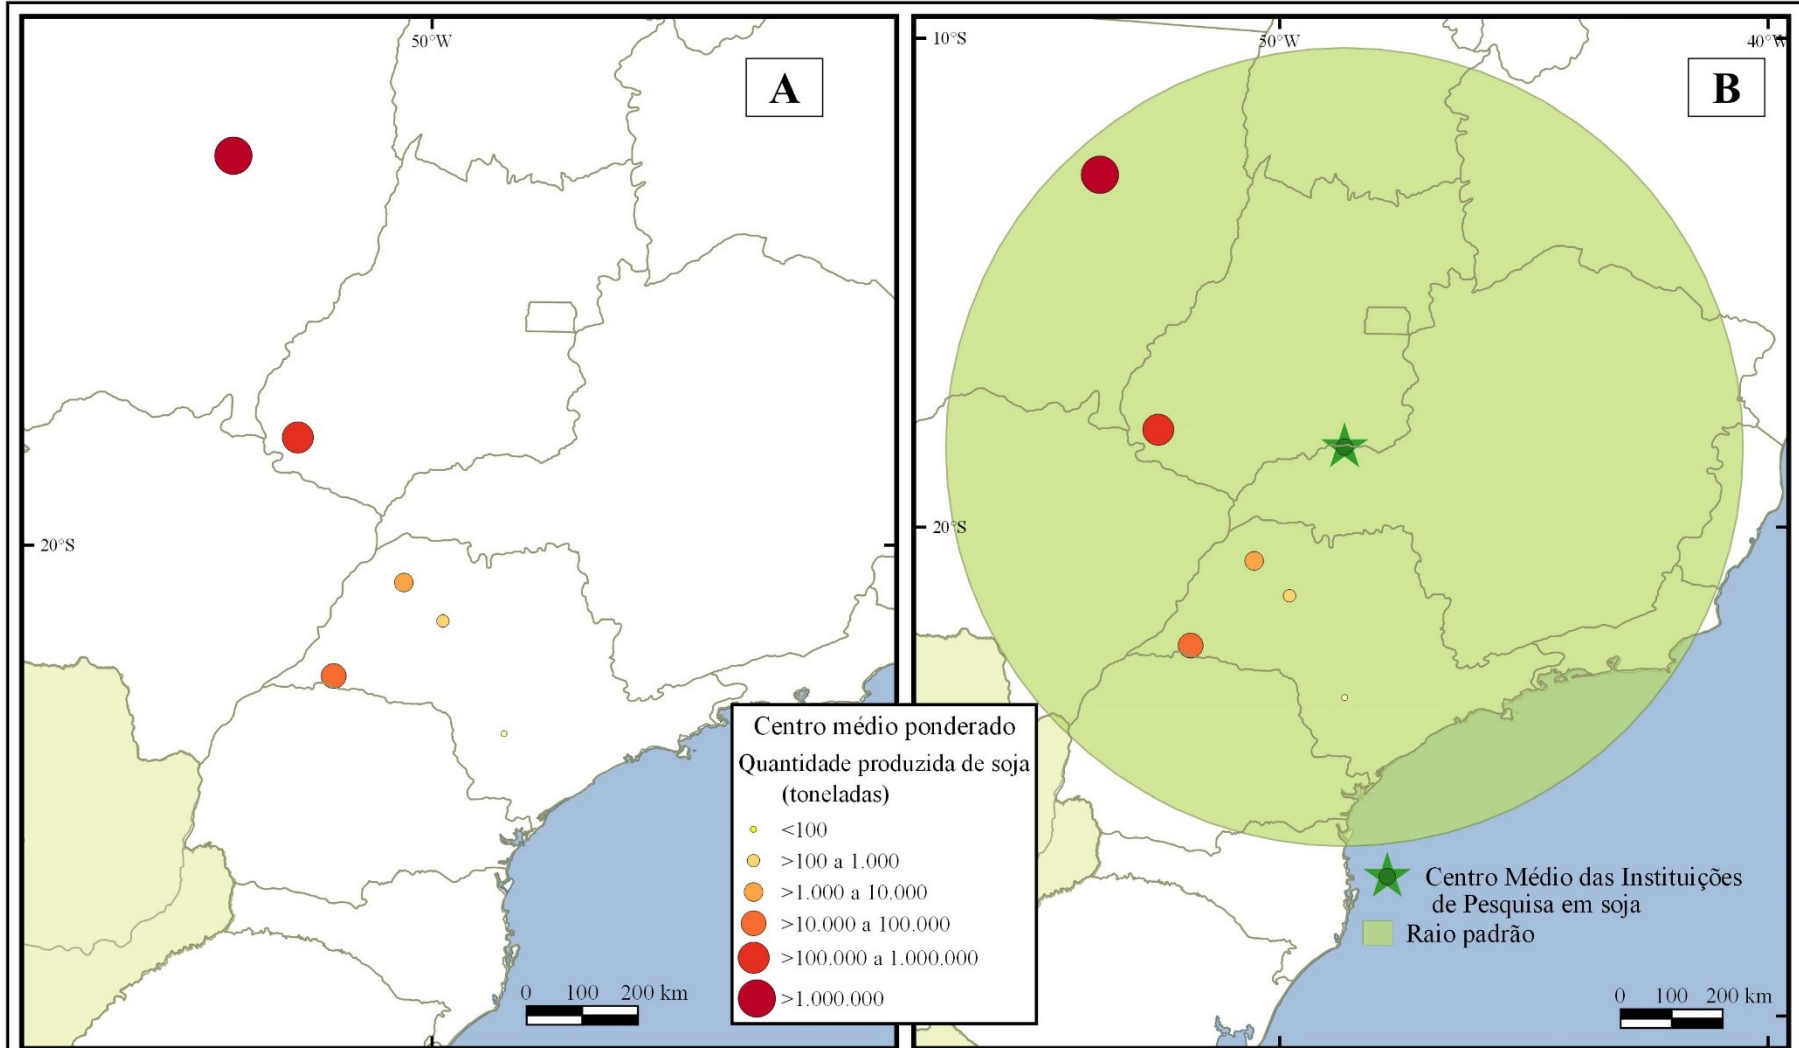 50°W
A
20°S
0 100 200 km
10°S
50°W
40°W
B
20°S
Centro médio ponderado
Quantidade produzida de soja
(toneladas)
<100
>100 a 1.000
>1.000 a 10.000
>10.000 a 100.000
>100.000 a 1.000.000
>1.000.000
Centro Médio das Instituições
de Pesquisa em soja
Raio padrão
0 100 200 km